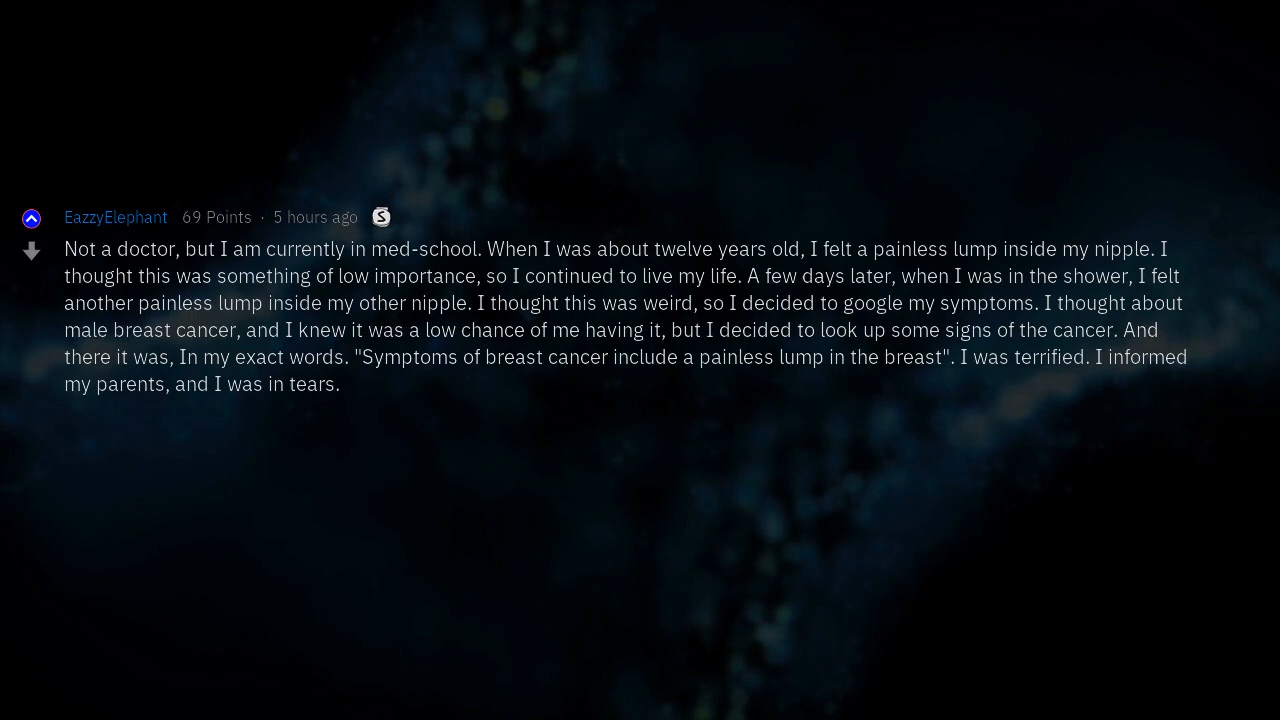 EazzyElephant 69 Points · 5 hours ago S
Not a doctor, but I am currently in med-school. When I was about twelve years old, I felt a painless lump inside my nipple. I
thought this was something of low importance, so I continued to live my life. A few days later, when I was in the shower, I felt
another painless lump inside my other nipple. I thought this was weird, so I decided to google my symptoms. I thought about
male breast cancer, and I knew it was a low chance of me having it, but I decided to look up some signs of the cancer. And
there it was, In my exact words. "Symptoms of breast cancer include a painless lump in the breast". I was terrified. I informed
my parents, and I was in tears.